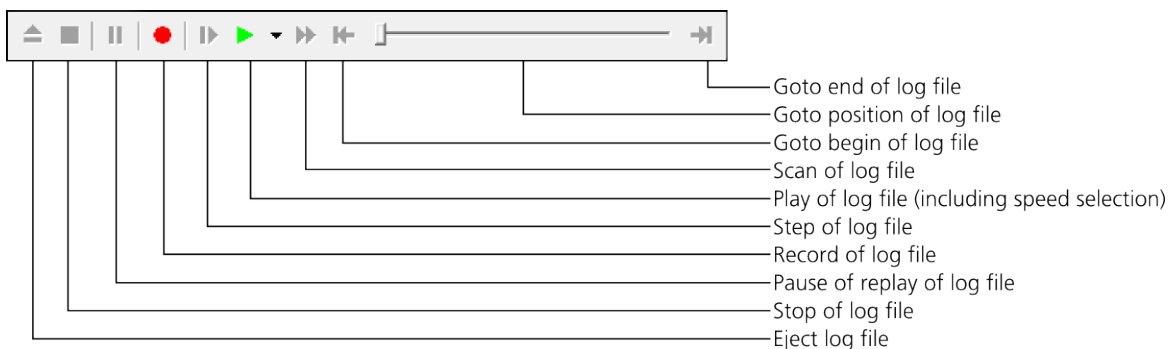 Goto end of log file
Goto position of log file
Goto begin of log file
Scan of log file
Play of log file (including speed selection)
Step of log file
Record of log file
Pause of replay of log file
Stop of log file
Eject log file